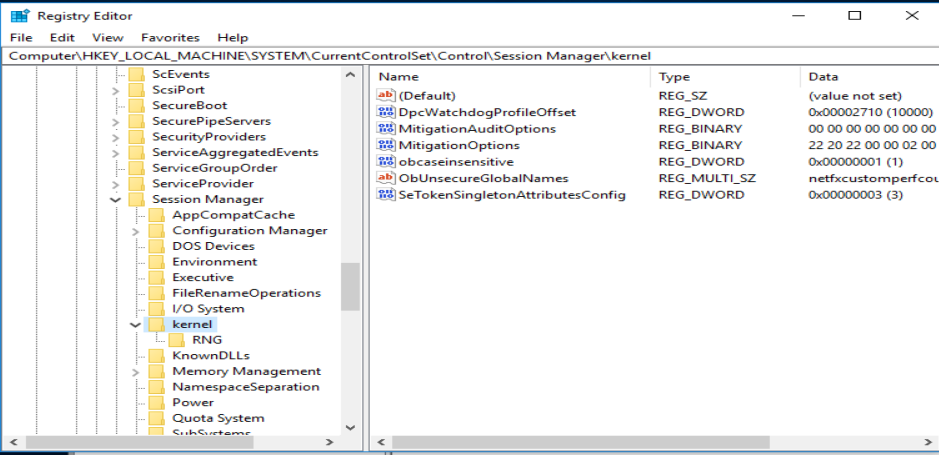 Registry Editor
File Edit View Favorites Help
Computer\HKEY_LOCAL_MACHINE\SYSTEM\CurrentControlSet\Control\Session Manager\kernel
ScEvents
ScsiPort
SecureBoot
SecurePipeServers
SecurityProviders
ServiceAggregatedEvents
ServiceGroupOrder
ServiceProvider
Session Manager
AppCompatCache
Configuration Manager
DOS Devices
Environment
Executive
FileRenameOperations
I/O System
kernel
RNG
KnownDLLs
Memory Management
NamespaceSeparation
Power
Quota System
SubSystems
Name Type Data
ab (Default) REG_SZ (value not set)
DpcWatchdogProfileOffset REG_DWORD 0x00002710 (10000)
MitigationAuditOptions REG_BINARY 00 00 00 00 00 00 00
MitigationOptions REG_BINARY 22 20 22 00 00 02 00
obcaseinsensitive REG_DWORD 0x00000001 (1)
ab ObUnsecureGlobalNames REG_MULTI_SZ netfxcustomperfcou
SeTokenSingletonAttributesConfig REG_DWORD 0x00000003 (3)